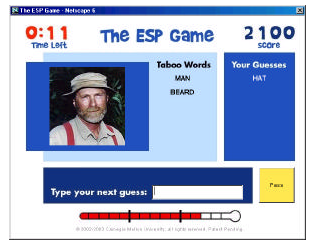 The ESP Game - Netscape 6
0:11
Time Left
The ESP Game
2100
score
Taboo Words
MAN
BEARD
Your Guesses
HAT
Type your next guess:
Pass
© 2002-2003 Carnegie Mellon University, all rights reserved. Patent Pending.